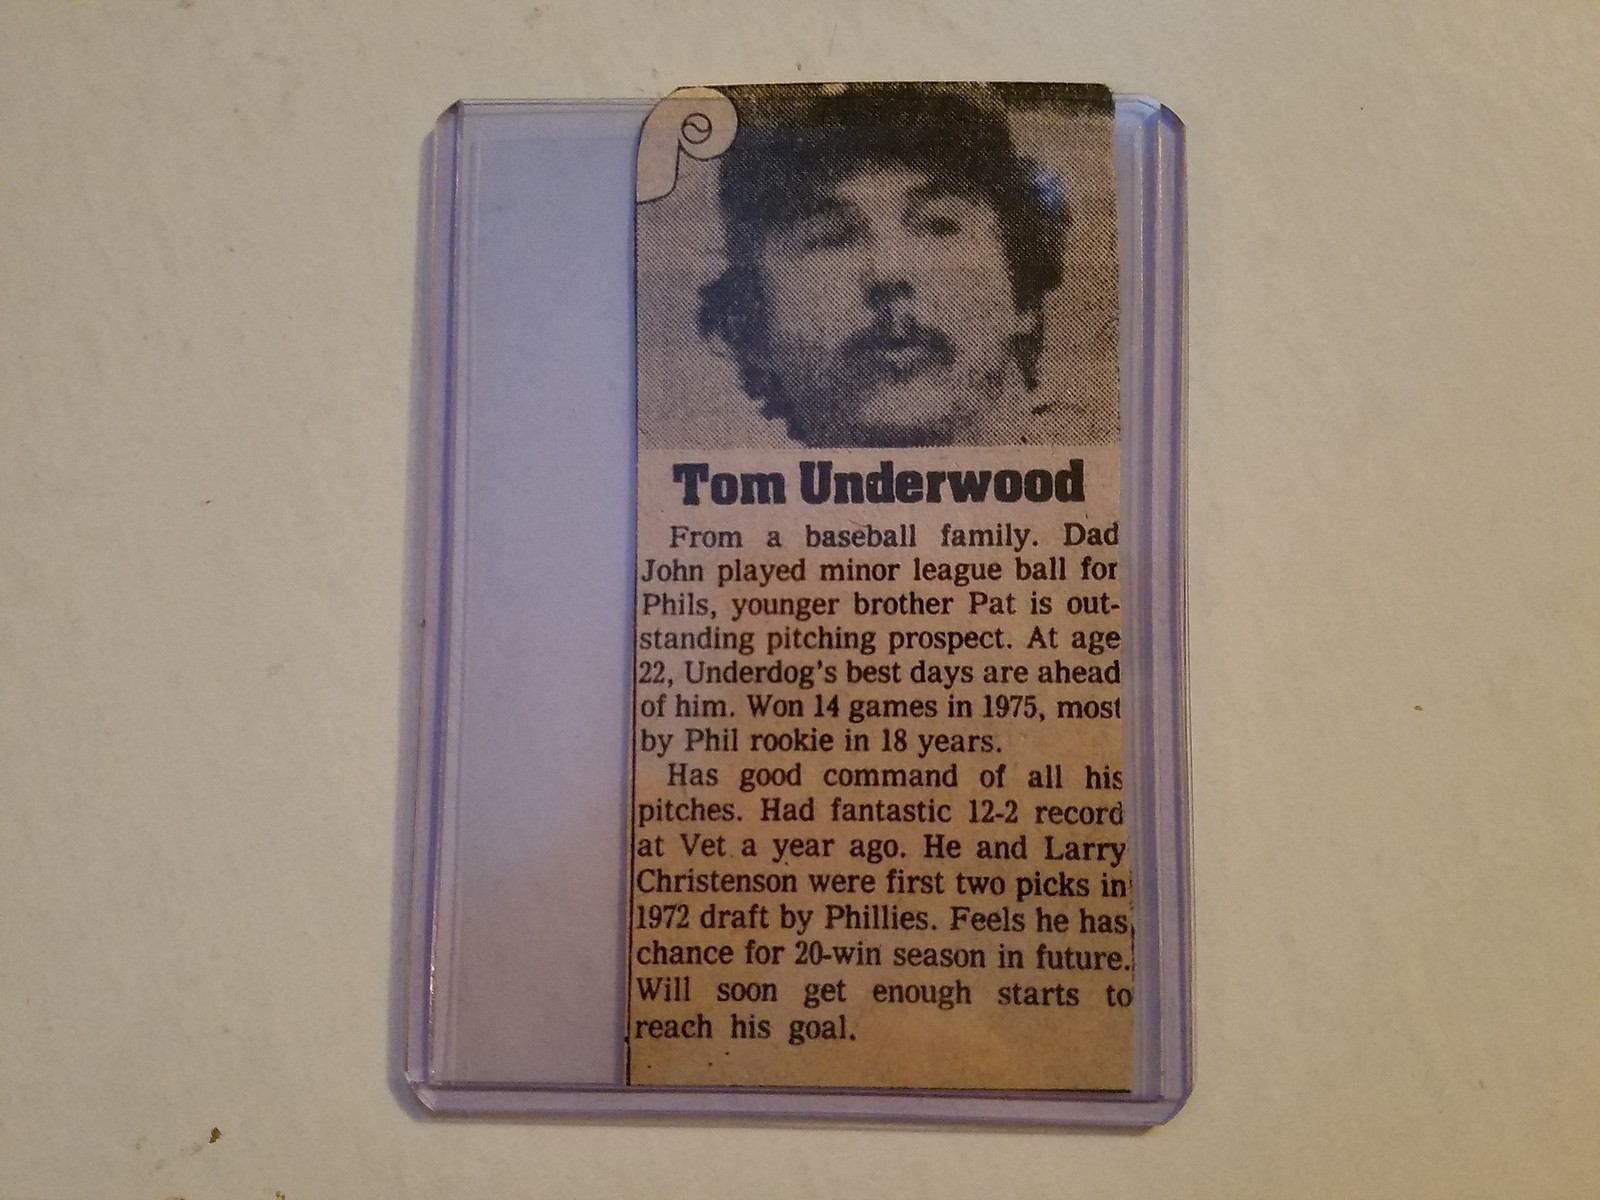 Tom Underwood
From a baseball family. Dad
John played minor league ball for
Phils, younger brother Pat is out-
standing pitching prospect. At age
22, Underdog's best days are ahead
of him. Won 14 games in 1975, most
by Phil rookie in 18 years.
Has good command of all his
pitches. Had fantastic 12-2 record
at Vet a year ago. He and Larry
Christenson were first two picks in
1972 draft by Phillies. Feels he has
chance for 20-win season in future.
Will soon get enough starts to
reach his goal.